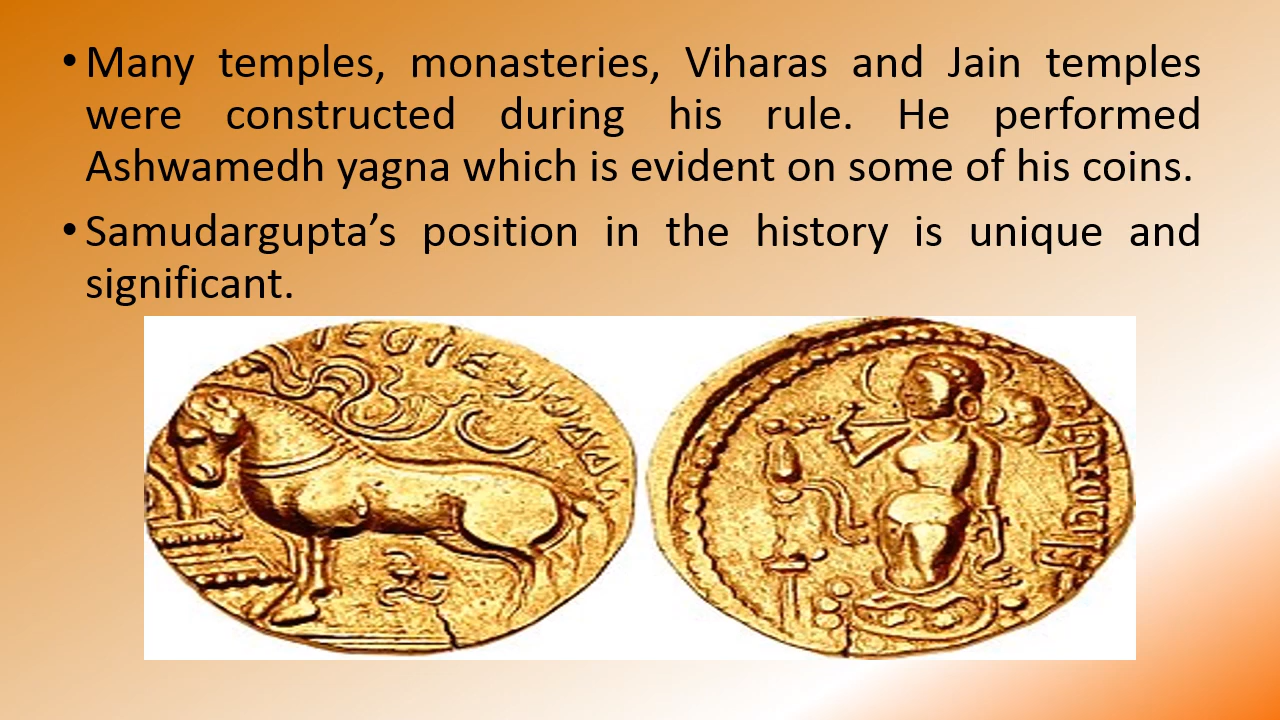 • Many temples, monasteries, Viharas and Jain temples
were constructed during his rule. He performed
Ashwamedh yagna which is evident on some of his coins.
• Samudargupta’s position in the history is unique and
significant.